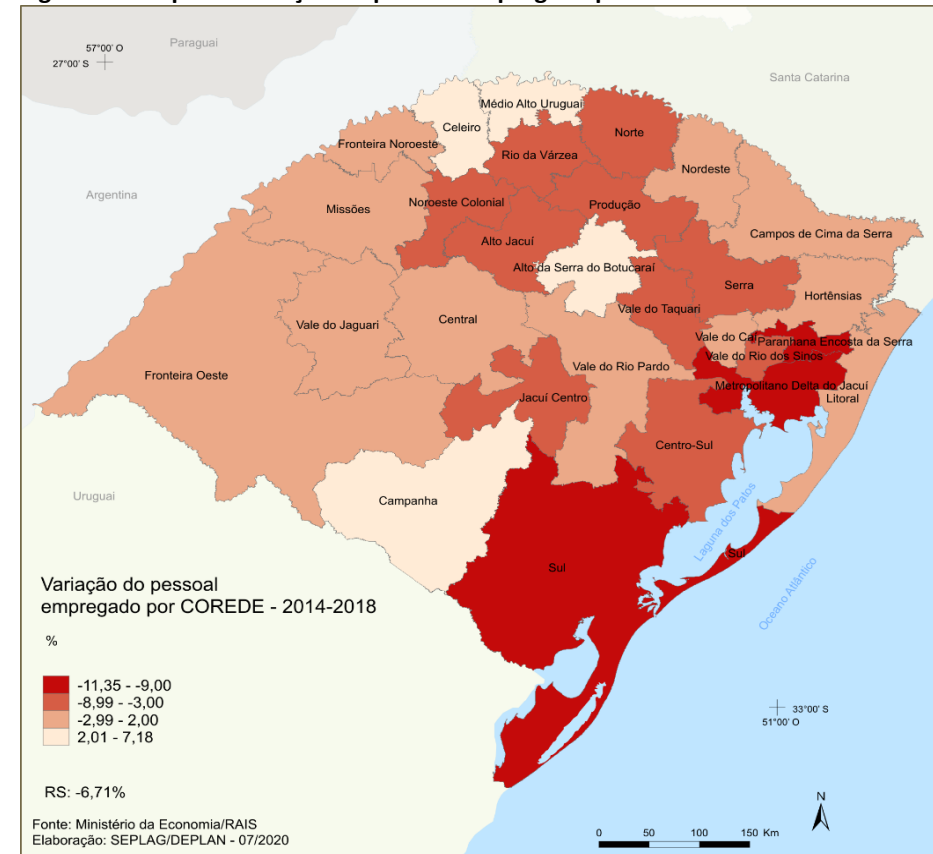 Paraguai
57°00' O
27°00' S
Santa Catarina
Médio Alto Uruguai
Celeiro
Norte
Fronteira Noroeste
Rio da Várzea
Nordeste
Argentina
Noroeste Colonial
Missões
Produção
Campos de Cima da Serra
Alto Jacuí
Alto da Serra do Botucaraí
Serra
Hortênsias
Vale do Taquari
Central
Vale do Jaguari
Vale do Caí
Paranhana Encosta da Serra
Vale do Rio dos Sinos
Vale do Rio Pardo
Fronteira Oeste
Metropolitano Delta do Jacuí
Jacuí Centro
Litoral
Centro-Sul
Uruguai
Campanha
Laguna dos Patos
Sul
Sul
Oceano Atlântico
Variação do pessoal
empregado por COREDE - 2014-2018
%
-11,35 - -9,00
-8,99 - -3,00
-2,99 - 2,00
2,01 - 7,18
33°00' S
51°00' O
RS: -6,71%
N
Fonte: Ministério da Economia/RAIS
Elaboração: SEPLAG/DEPLAN - 07/2020
0 50 100 150 Km